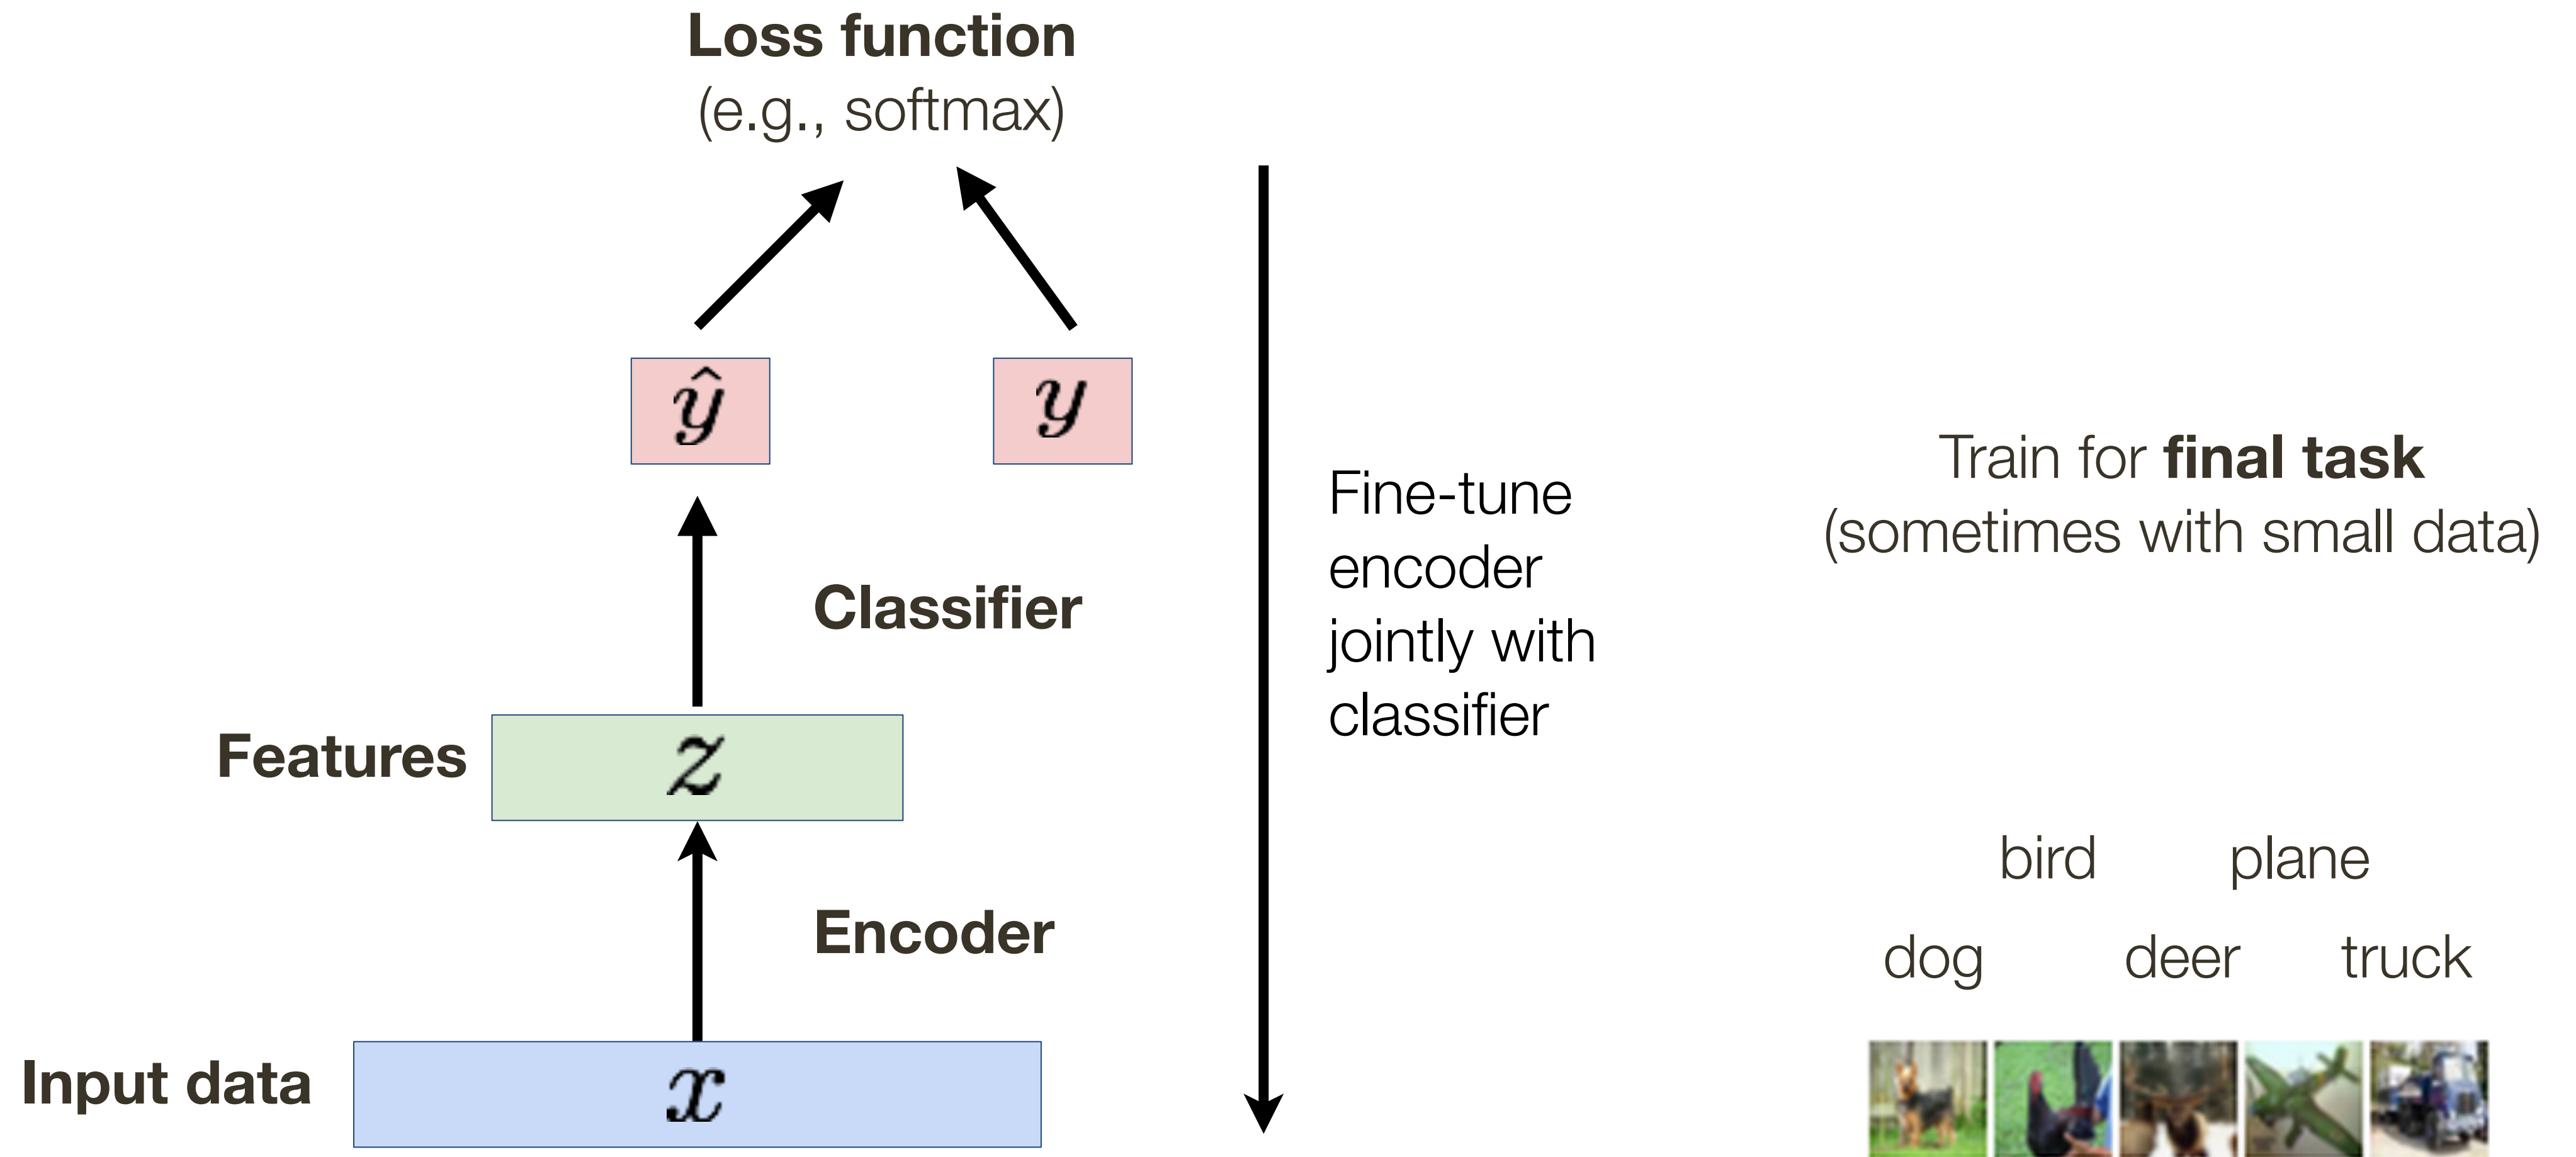 Loss function
(e.g., softmax)
ŷ
y
Classifier
Features
z
Encoder
Input data
x
Fine-tune
encoder
jointly with
classifier
Train for final task
(sometimes with small data)
bird plane
dog deer truck